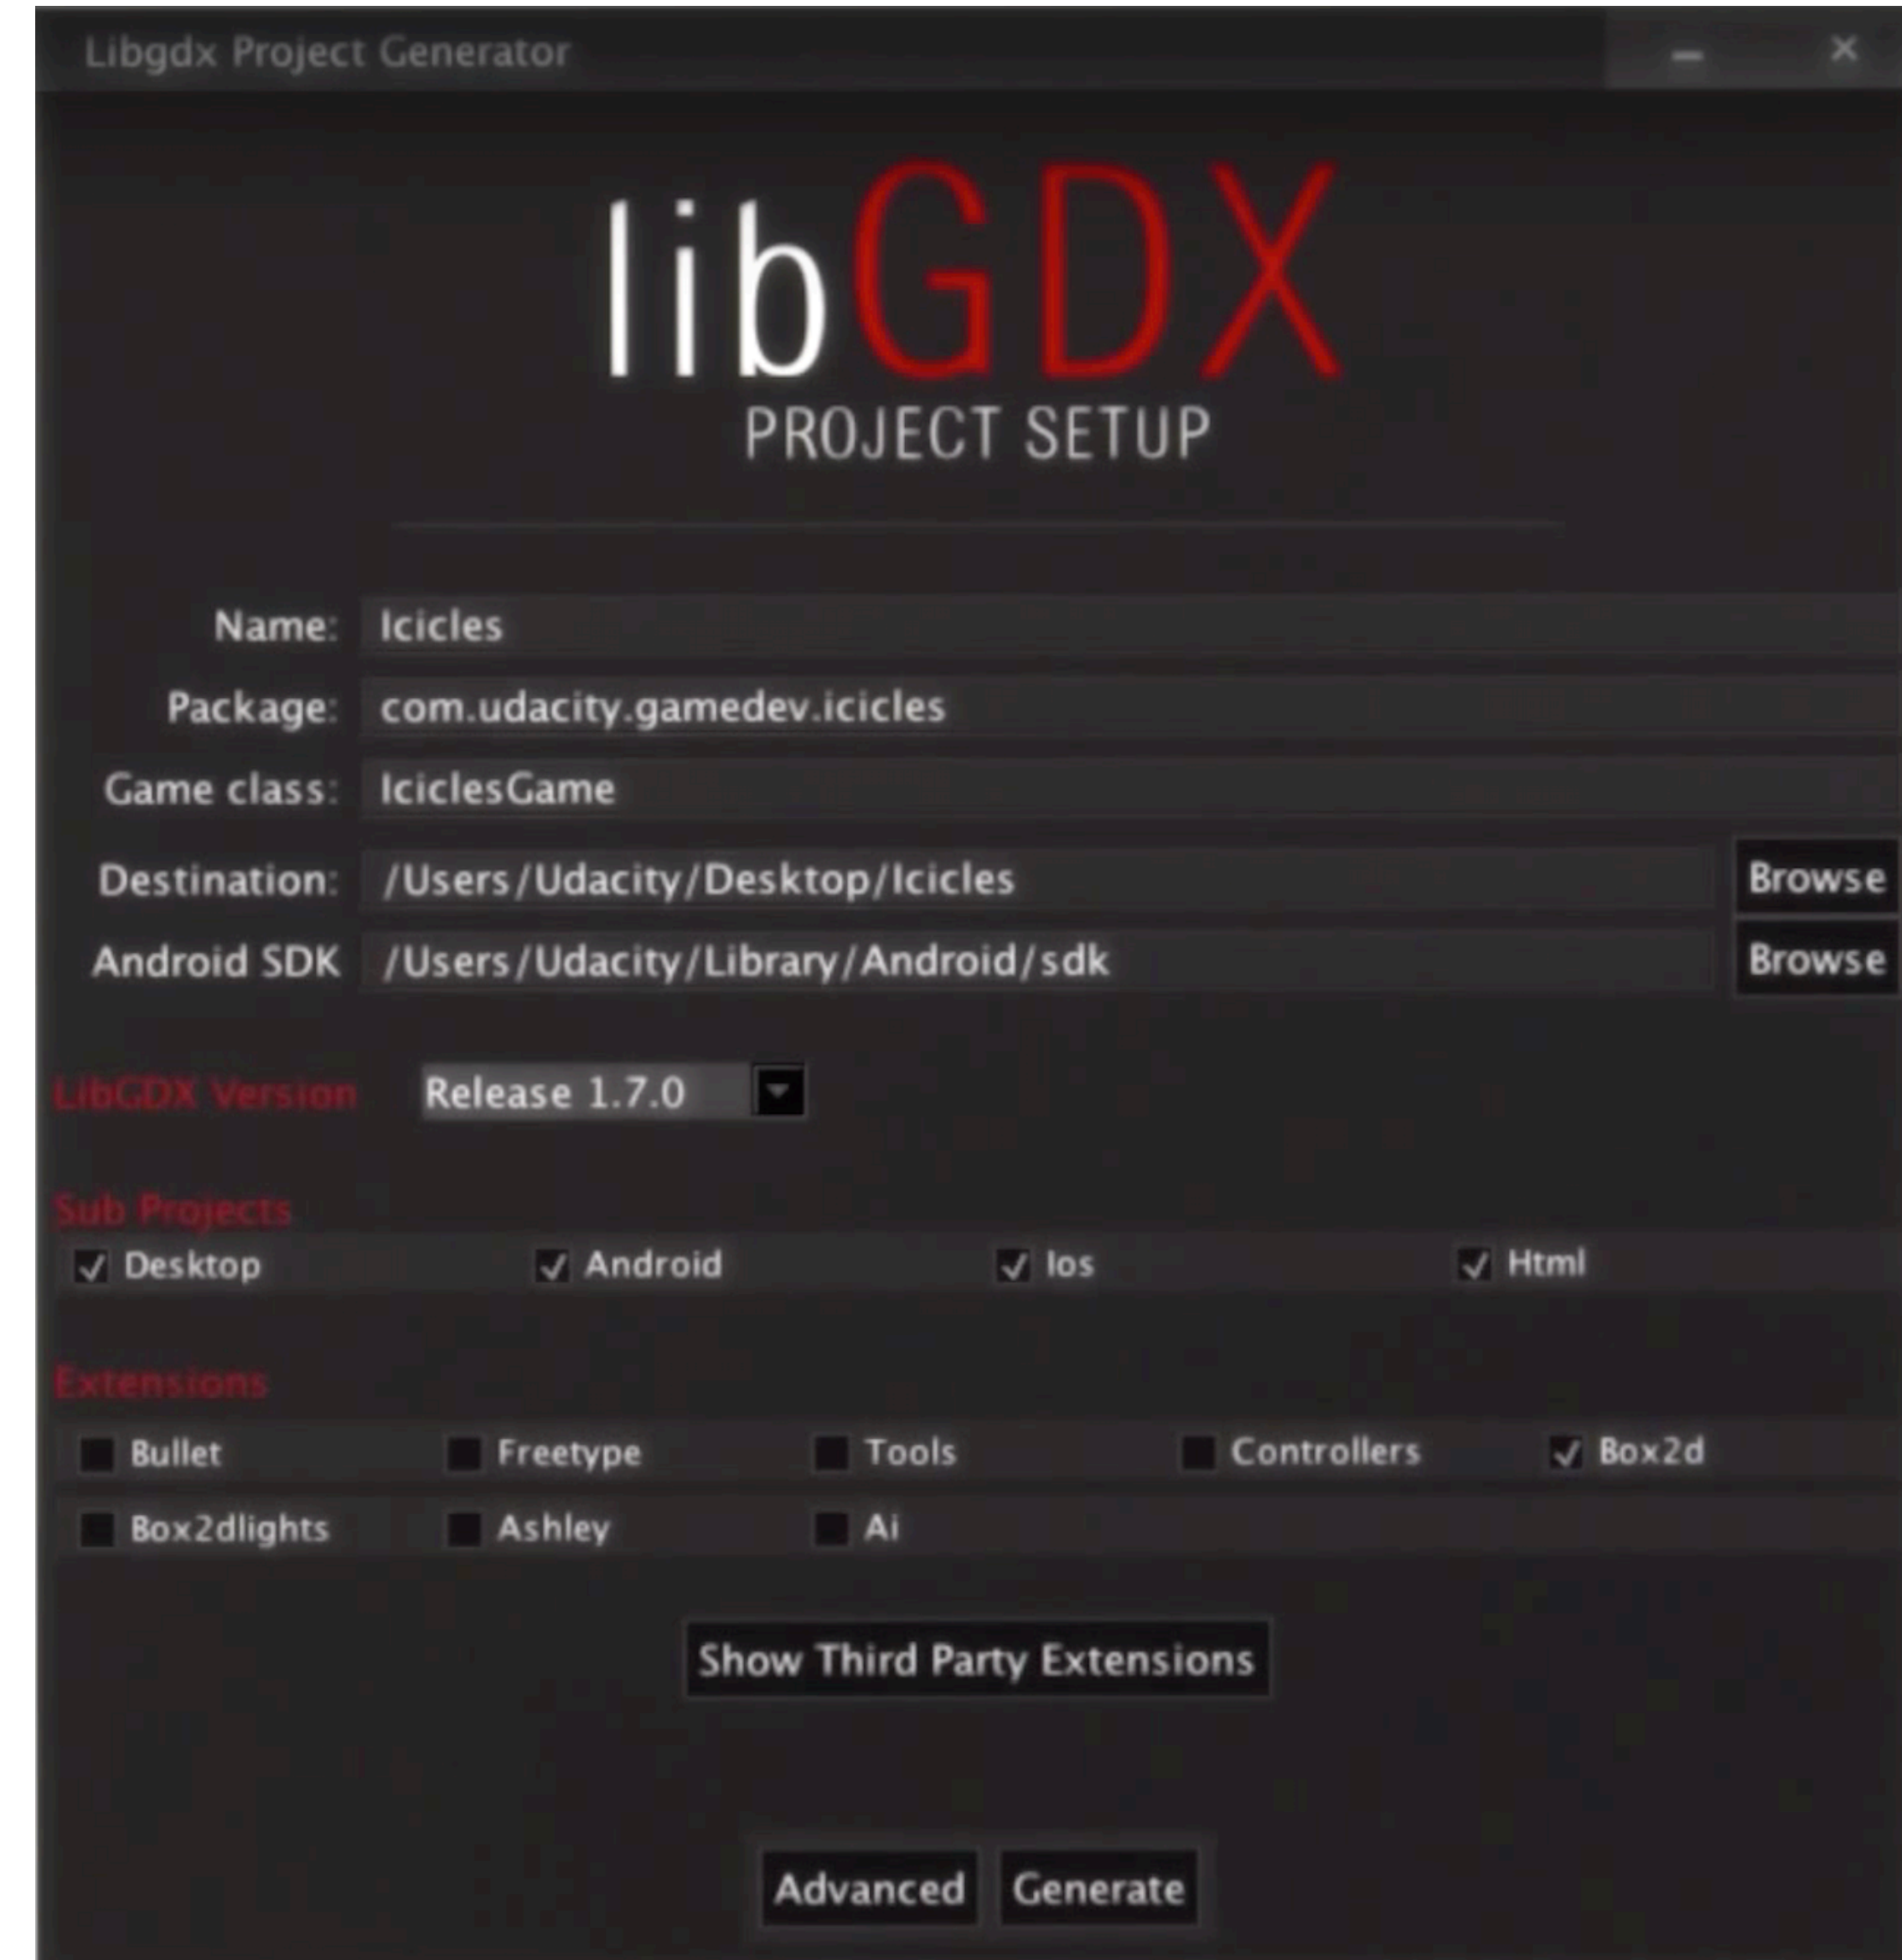 Libgdx Project Generator
libGDX
PROJECT SETUP
Name: Icicles
Package: com.udacity.gamedev.icicles
Game class: IciclesGame
Destination: /Users/Udacity/Desktop/Icicles Browse
Android SDK /Users/Udacity/Library/Android/sdk Browse
LibGDX Version Release 1.7.0
Sub Projects
Desktop Android Ios Html
Extensions
Bullet Freetype Tools Controllers Box2d
Box2dlights Ashley Ai
Show Third Party Extensions
Advanced Generate